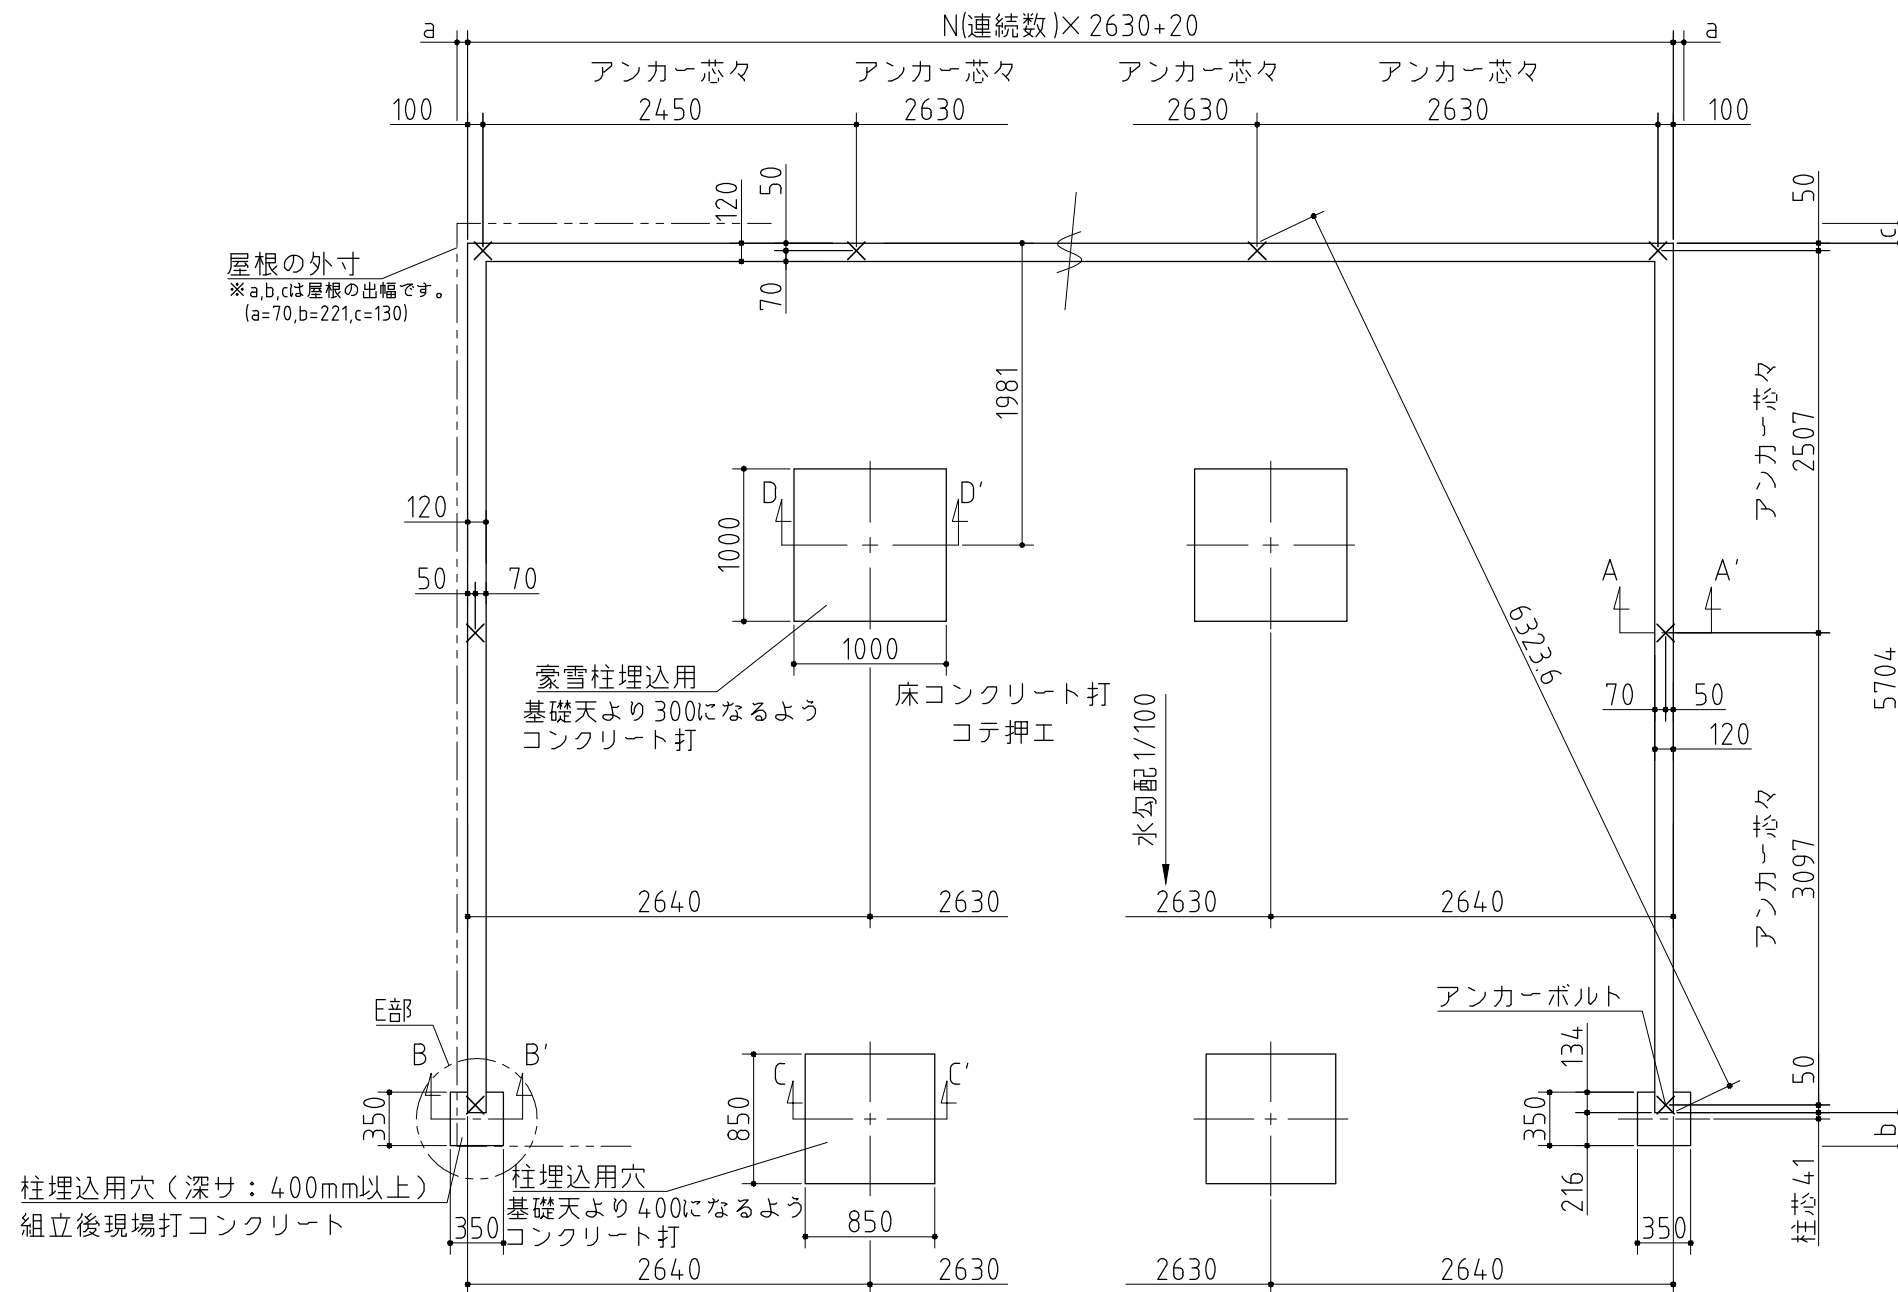 a
N(連続数)×2630+20
a
アンカー芯々
アンカー芯々
アンカー芯々
アンカー芯々
100
2450
2630
2630
2630
100
120
50
50
c
屋根の外寸
※a,b,cは屋根の出幅です。
(a=70,b=221,c=130)
70
1981
アンカー芯々
2507
120
D
D'
1000
50
70
A
A'
6323.6
1000
豪雪柱埋込用
基礎天より300になるよう
コンクリート打
床コンクリート打
コテ押エ
70
50
120
5704
水勾配1/100
アンカー芯々
3097
2640
2630
2630
2640
E部
アンカーボルト
B
B'
C
C'
134
50
350
850
350
b
柱埋込用穴(深サ:400mm以上)
組立後現場打コンクリート
柱埋込用穴
基礎天より400になるよう
コンクリート打
216
柱芯41
350
850
350
2640
2630
2630
2640